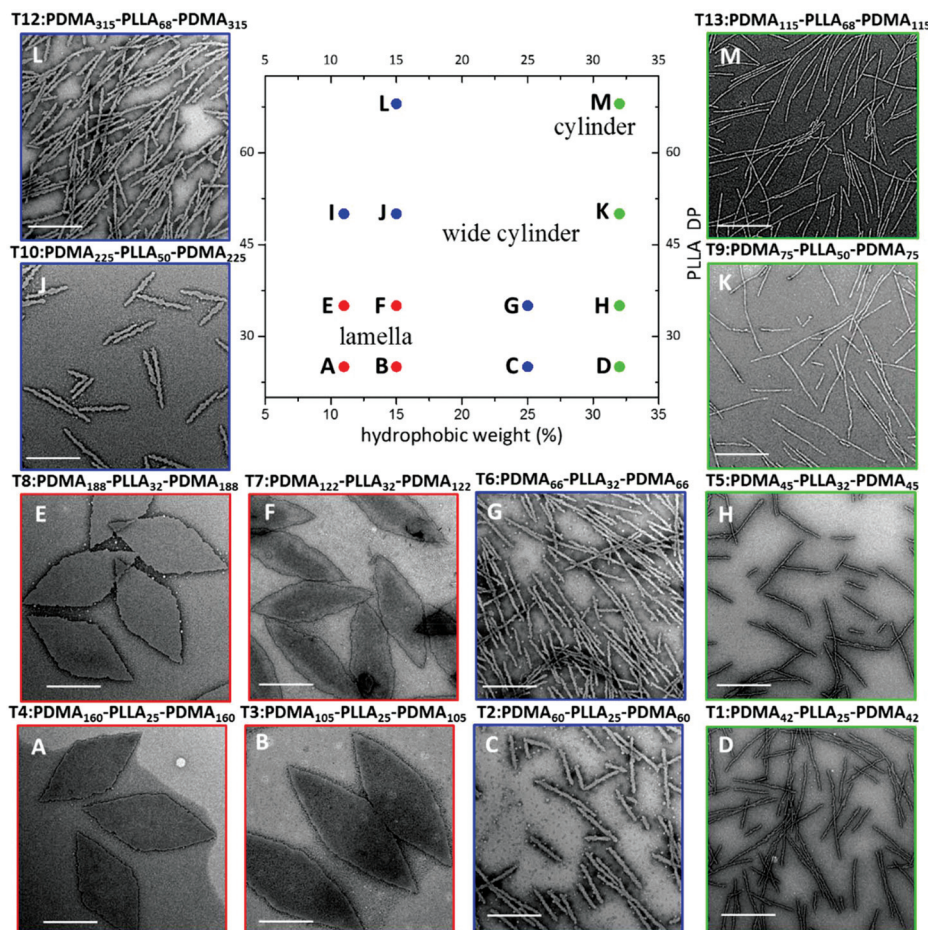 T12:PDMA₃₁₅-PLLA₆₈-PDMA₃₁₅
T13:PDMA₁₁₅-PLLA₆₈-PDMA₁₁₅
L
M
5 10 15 20 25 30 35
L
M
cylinder
60
60
I
J
K
wide cylinder
45
45
PLLA DP
E
F
G
H
lamella
30
30
A
B
C
D
5 10 15 20 25 30 35
hydrophobic weight (%)
T10:PDMA₂₂₅-PLLA₅₀-PDMA₂₂₅
T9:PDMA₇₅-PLLA₅₀-PDMA₇₅
J
K
T8:PDMA₁₈₈-PLLA₃₂-PDMA₁₈₈
T7:PDMA₁₂₂-PLLA₃₂-PDMA₁₂₂
T6:PDMA₆₆-PLLA₃₂-PDMA₆₆
T5:PDMA₄₅-PLLA₃₂-PDMA₄₅
E
F
G
H
T4:PDMA₁₆₀-PLLA₂₅-PDMA₁₆₀
T3:PDMA₁₀₅-PLLA₂₅-PDMA₁₀₅
T2:PDMA₆₀-PLLA₂₅-PDMA₆₀
T1:PDMA₄₂-PLLA₂₅-PDMA₄₂
A
B
C
D